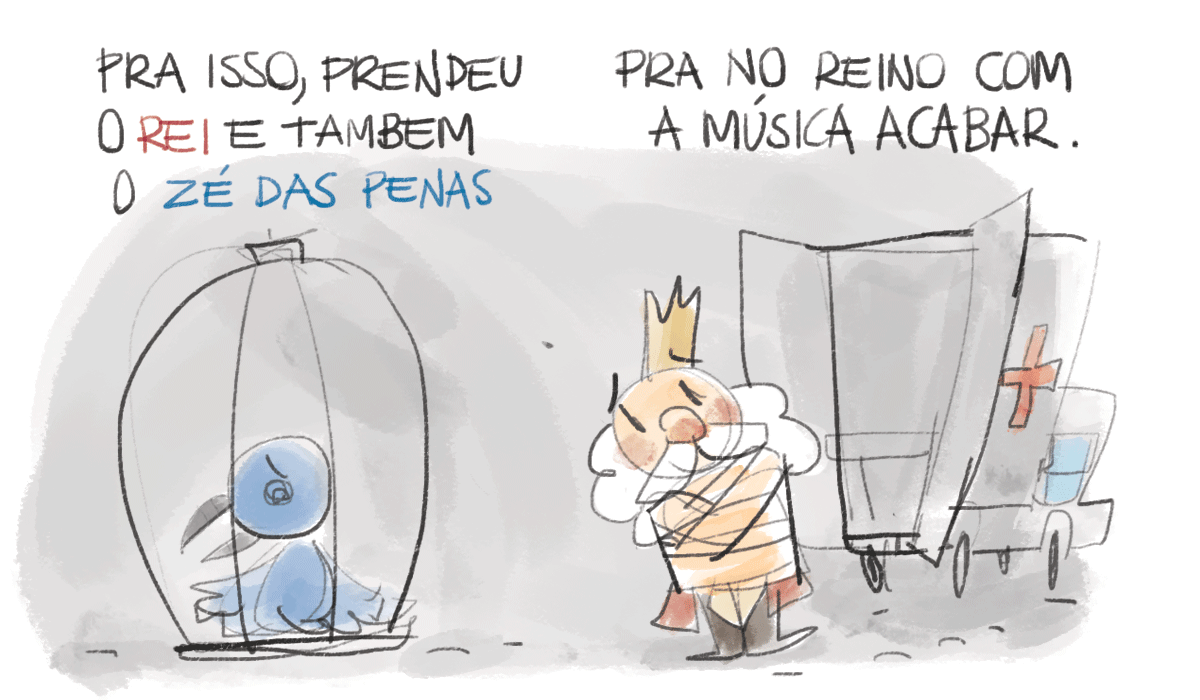 PRA ISSO, PRENDEU
O REI E TAMBEM
O ZÉ DAS PENAS
PRA NO REINO COM
A MÚSICA ACABAR.